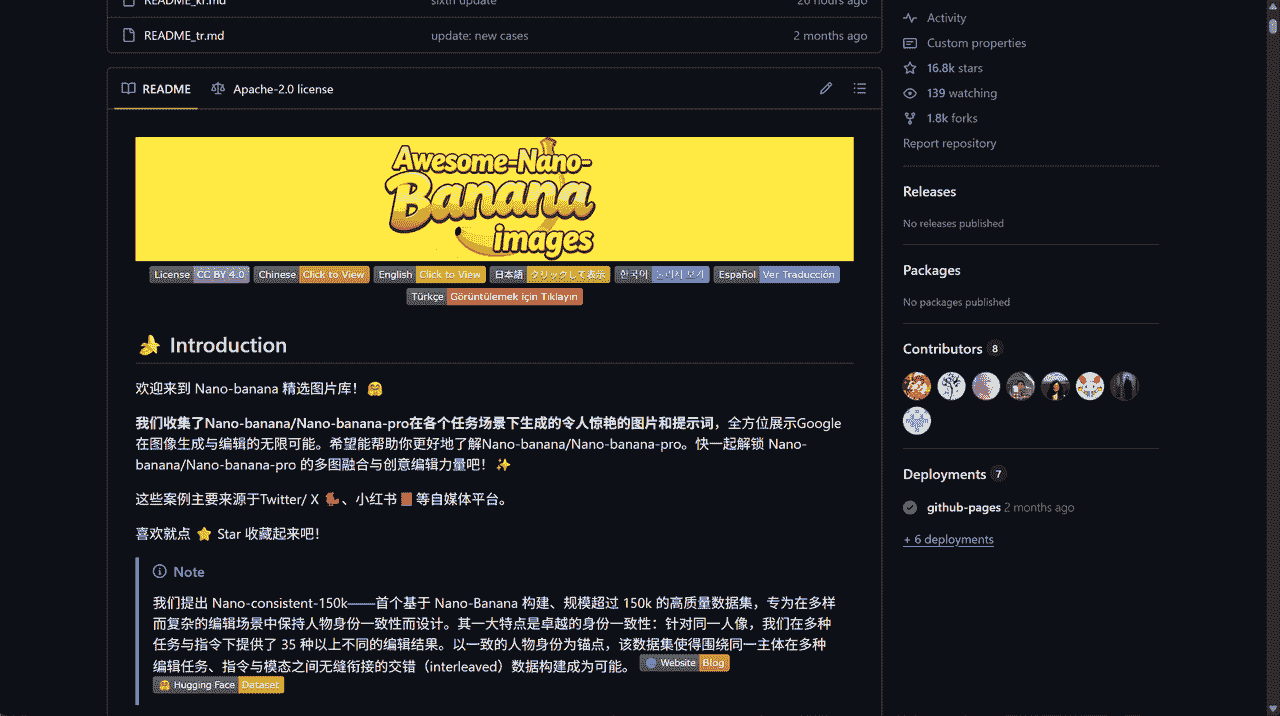 README_kr.md sixth update 20 hours ago
README_tr.md update: new cases 2 months ago
README Apache-2.0 license
Awesome-Nano-
Banana
images
License CC BY 4.0 Chinese Click to View English Click to View 日本語 クリックして表示 한국어 눌러서 보기 Español Ver Traducción
Türkçe Görüntülemek için Tıklayın
Introduction
欢迎来到 Nano-banana 精选图片库！
我们收集了Nano-banana/Nano-banana-pro在各个任务场景下生成的令人惊艳的图片和提示词，全方位展示Google
在图像生成与编辑的无限可能。希望能帮助你更好地了解Nano-banana/Nano-banana-pro。快一起解锁 Nano-
banana/Nano-banana-pro 的多图融合与创意编辑力量吧！✨
这些案例主要来源于Twitter/ X 、小红书 等自媒体平台。
喜欢就点 ⭐ Star 收藏起来吧！
Note
我们提出 Nano-consistent-150k——首个基于 Nano-Banana 构建、规模超过 150k 的高质量数据集，专为在多样
而复杂的编辑场景中保持人物身份一致性而设计。其一大特点是卓越的身份一致性：针对同一人像，我们在多种
任务与指令下提供了 35 种以上不同的编辑结果。以一致的人物身份为锚点，该数据集使得围绕同一主体在多种
编辑任务、指令与模态之间无缝衔接的交错（interleaved）数据构建成为可能。 Website Blog
Hugging Face Dataset
Activity
Custom properties
16.8k stars
139 watching
1.8k forks
Report repository
Releases
No releases published
Packages
No packages published
Contributors 8
Deployments 7
github-pages 2 months ago
+ 6 deployments